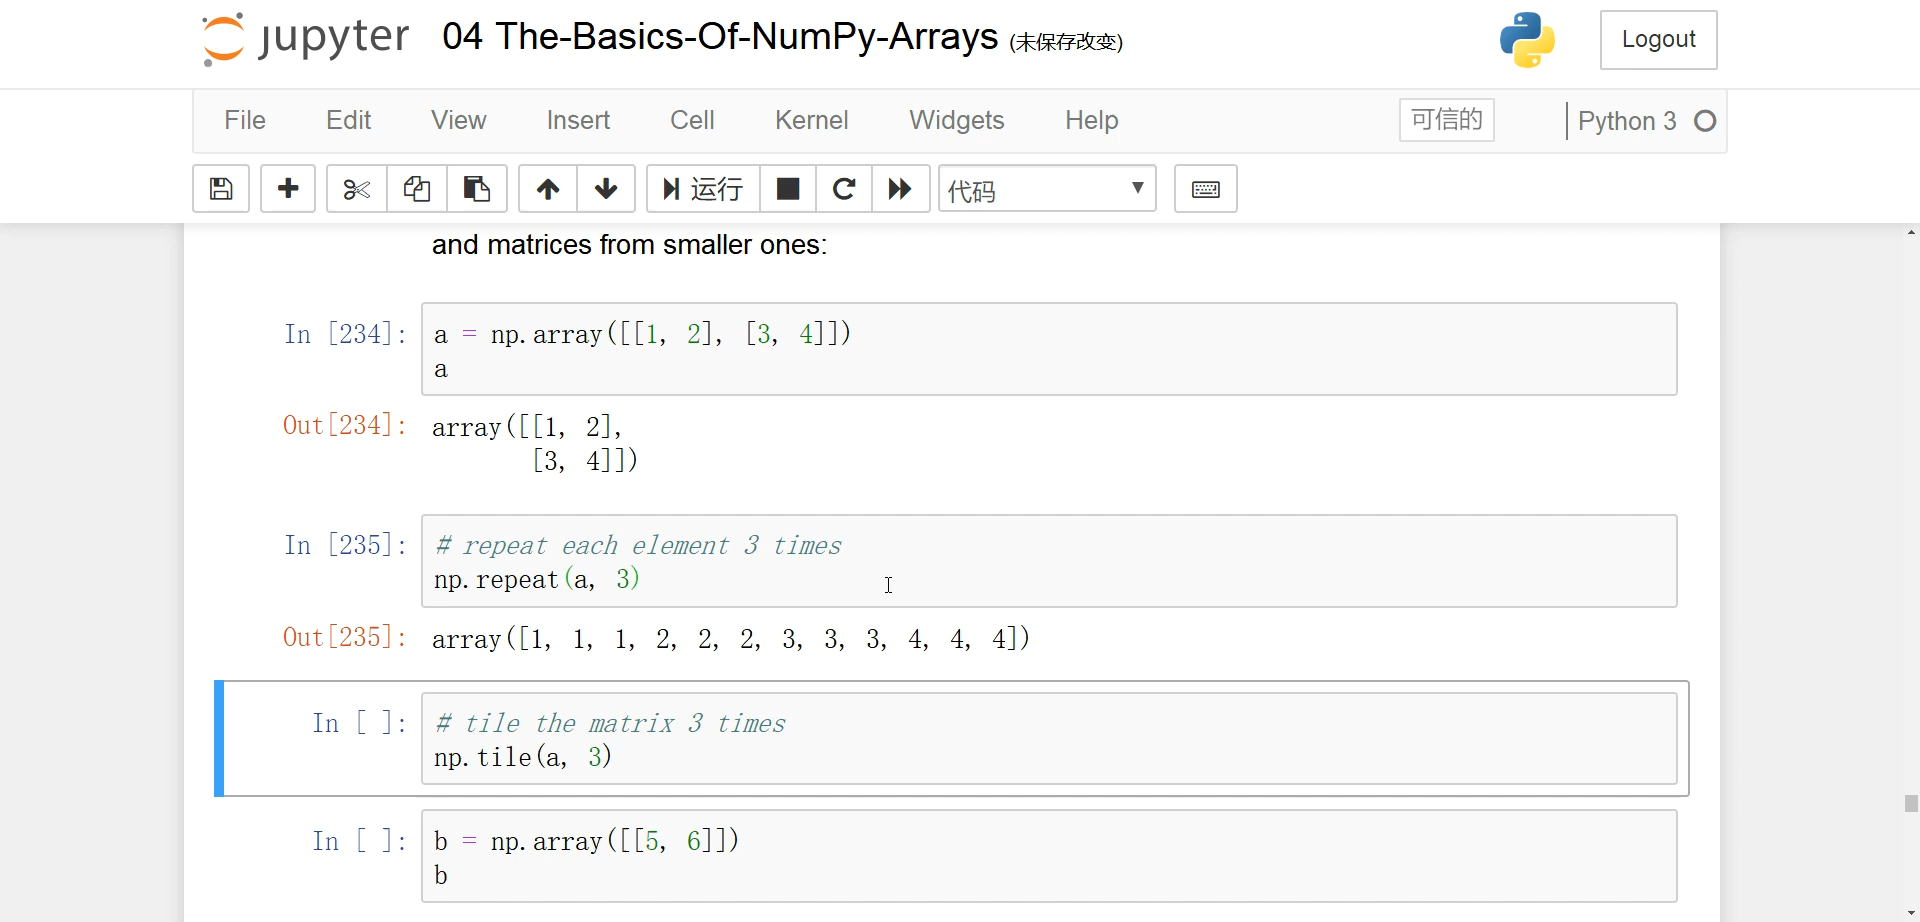 jupyter 04 The-Basics-Of-NumPy-Arrays (未保存改变) Logout
File Edit View Insert Cell Kernel Widgets Help 可信的 Python 3
运行 代码
and matrices from smaller ones:
In [234]: a = np.array([[1, 2], [3, 4]])
a
Out[234]: array([[1, 2],
[3, 4]])
In [235]: # repeat each element 3 times
np.repeat(a, 3)
Out[235]: array([1, 1, 1, 2, 2, 2, 3, 3, 3, 4, 4, 4])
In [ ]: # tile the matrix 3 times
np.tile(a, 3)
In [ ]: b = np.array([[5, 6]])
b